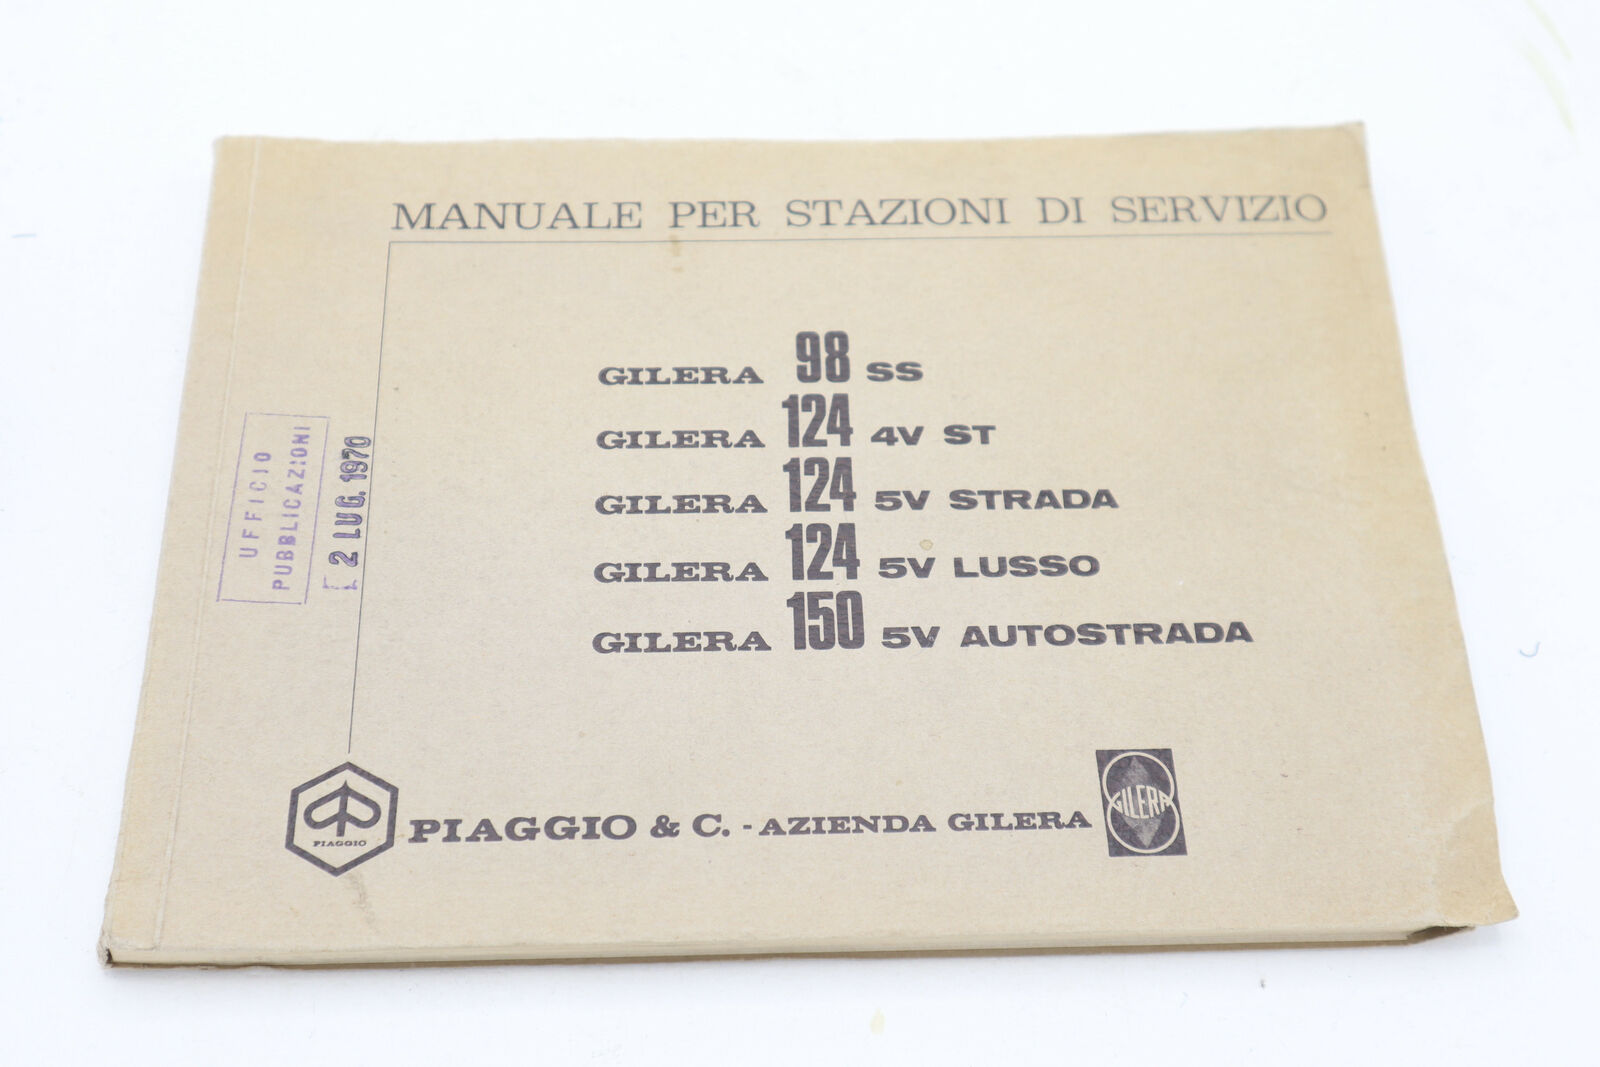 MANUALE PER STAZIONI DI SERVIZIO
GILERA 98 SS
GILERA 124 4V ST
GILERA 124 5V STRADA
GILERA 124 5V LUSSO
GILERA 150 5V AUTOSTRADA
UFFICIO
PUBBLICAZIONI
2 LUG. 1970
PIAGGIO
PIAGGIO & C. - AZIENDA GILERA
GILERA